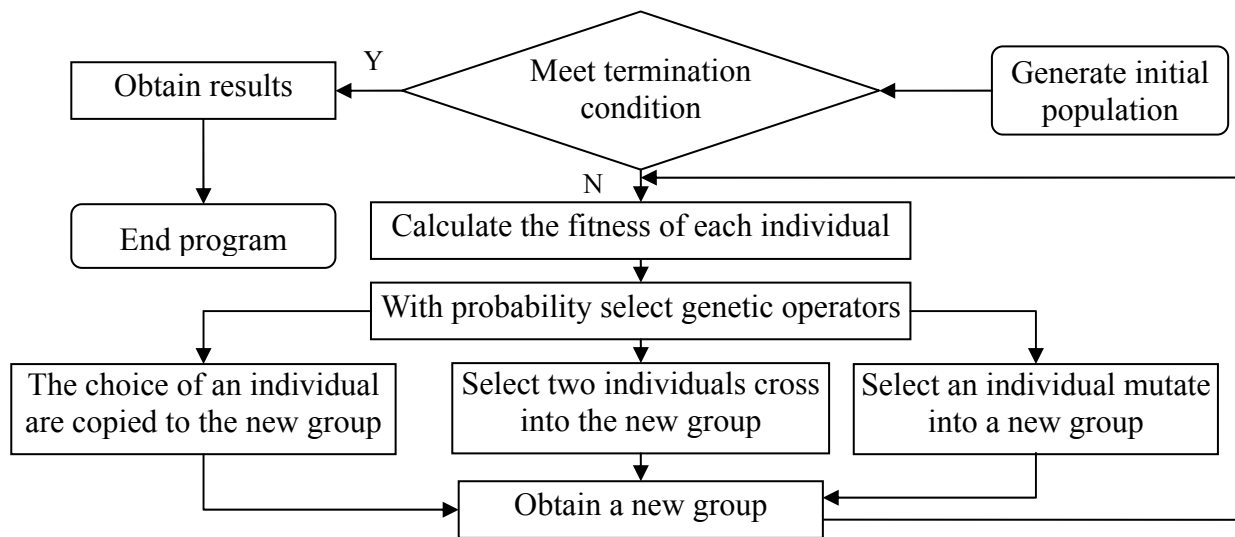 Meet termination
condition
Generate initial
population
Y
Obtain results
N
End program
Calculate the fitness of each individual
With probability select genetic operators
The choice of an individual
are copied to the new group
Select two individuals cross
into the new group
Select an individual mutate
into a new group
Obtain a new group